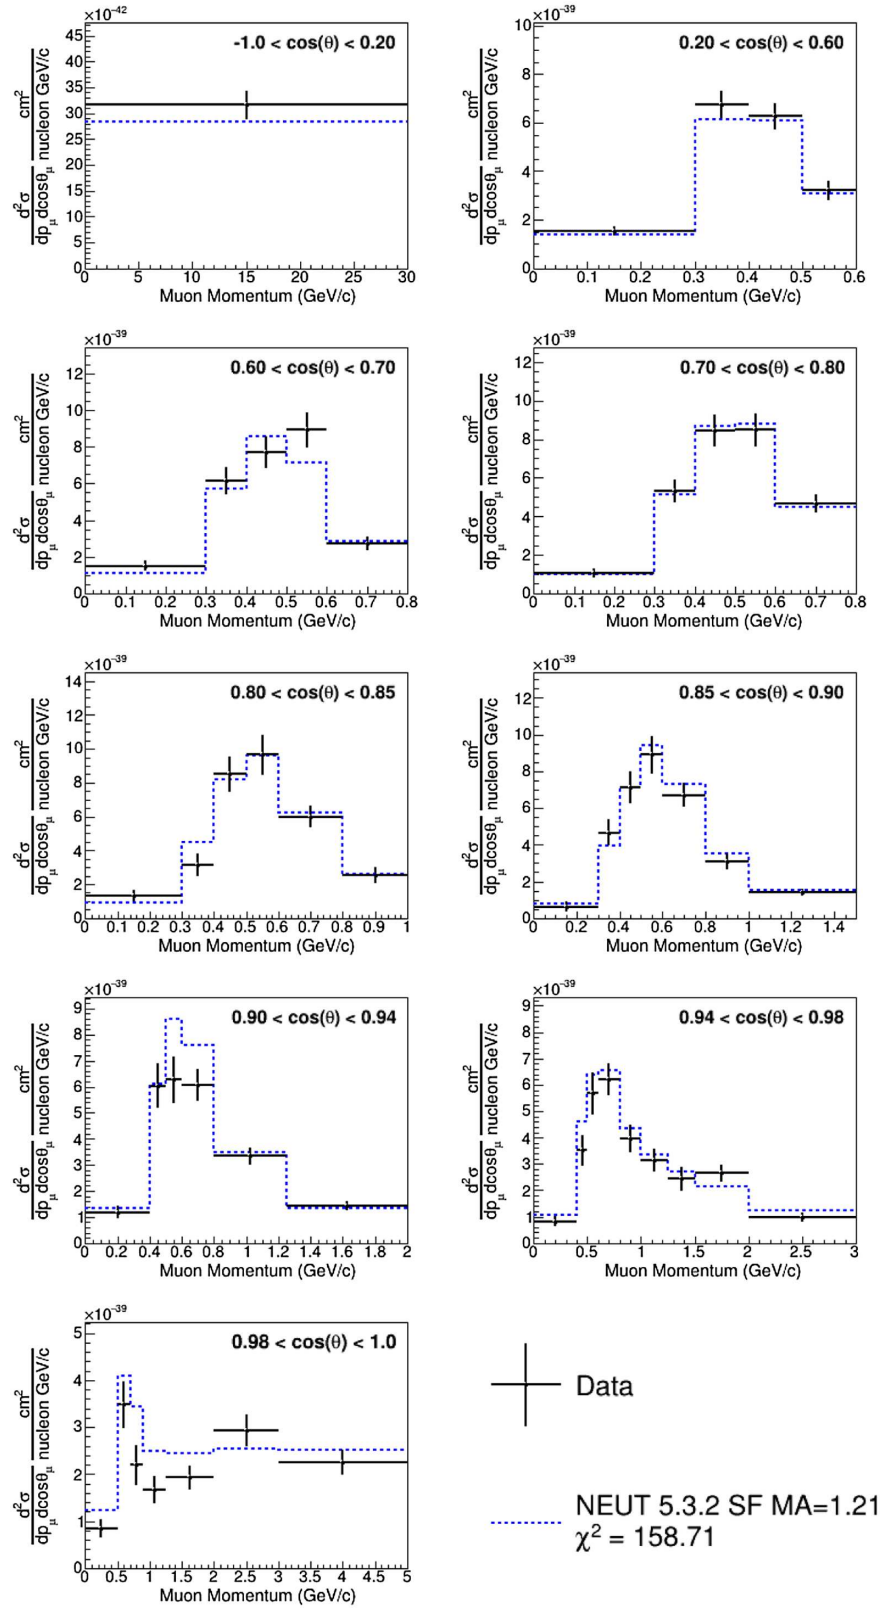 ×10⁻⁴²
-1.0 < cos(θ) < 0.20
d²σ/dpμdcosθμ cm²/nucleon GeV/c
45
40
35
30
25
20
15
10
5
0
0 5 10 15 20 25 30
Muon Momentum (GeV/c)
×10⁻³⁹
0.20 < cos(θ) < 0.60
d²σ/dpμdcosθμ cm²/nucleon GeV/c
10
8
6
4
2
0
0 0.1 0.2 0.3 0.4 0.5 0.6
Muon Momentum (GeV/c)
×10⁻³⁹
0.60 < cos(θ) < 0.70
d²σ/dpμdcosθμ cm²/nucleon GeV/c
12
10
8
6
4
2
0
0 0.1 0.2 0.3 0.4 0.5 0.6 0.7 0.8
Muon Momentum (GeV/c)
×10⁻³⁹
0.70 < cos(θ) < 0.80
d²σ/dpμdcosθμ cm²/nucleon GeV/c
12
10
8
6
4
2
0
0 0.1 0.2 0.3 0.4 0.5 0.6 0.7 0.8
Muon Momentum (GeV/c)
×10⁻³⁹
0.80 < cos(θ) < 0.85
d²σ/dpμdcosθμ cm²/nucleon GeV/c
14
12
10
8
6
4
2
0
0 0.1 0.2 0.3 0.4 0.5 0.6 0.7 0.8 0.9 1
Muon Momentum (GeV/c)
×10⁻³⁹
0.85 < cos(θ) < 0.90
d²σ/dpμdcosθμ cm²/nucleon GeV/c
12
10
8
6
4
2
0
0 0.2 0.4 0.6 0.8 1 1.2 1.4
Muon Momentum (GeV/c)
×10⁻³⁹
0.90 < cos(θ) < 0.94
d²σ/dpμdcosθμ cm²/nucleon GeV/c
9
8
7
6
5
4
3
2
1
0
0 0.2 0.4 0.6 0.8 1 1.2 1.4 1.6 1.8 2
Muon Momentum (GeV/c)
×10⁻³⁹
0.94 < cos(θ) < 0.98
d²σ/dpμdcosθμ cm²/nucleon GeV/c
9
8
7
6
5
4
3
2
1
0
0 0.5 1 1.5 2 2.5 3
Muon Momentum (GeV/c)
×10⁻³⁹
0.98 < cos(θ) < 1.0
d²σ/dpμdcosθμ cm²/nucleon GeV/c
5
4
3
2
1
0
0 0.5 1 1.5 2 2.5 3 3.5 4 4.5 5
Muon Momentum (GeV/c)
Data
NEUT 5.3.2 SF MA=1.21
χ² = 158.71